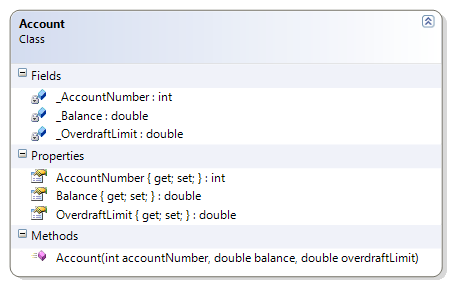 Account
Class
Fields
_AccountNumber : int
_Balance : double
_OverdraftLimit : double
Properties
AccountNumber { get; set; } : int
Balance { get; set; } : double
OverdraftLimit { get; set; } : double
Methods
Account(int accountNumber, double balance, double overdraftLimit)